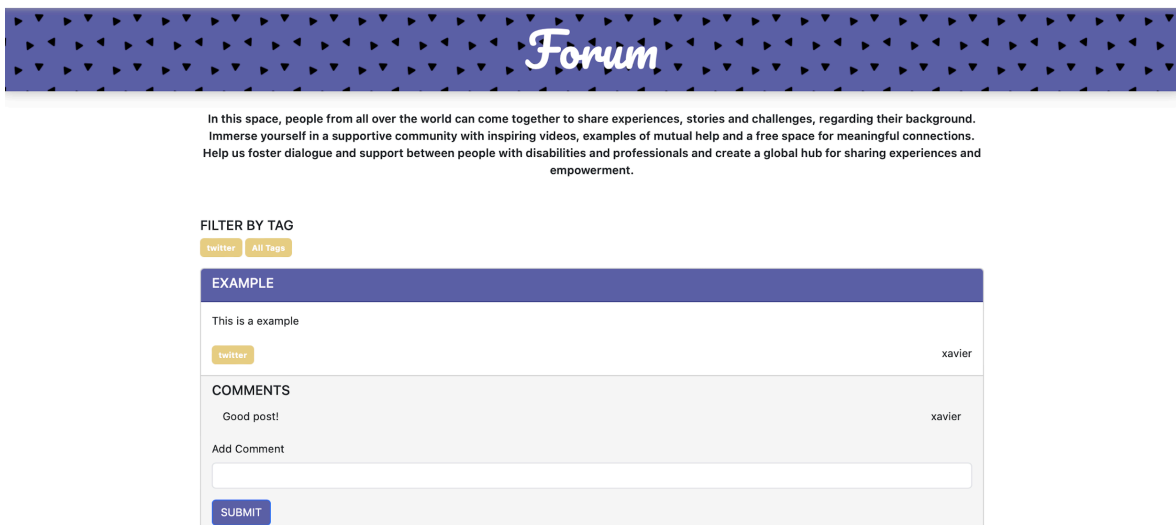 Forum
In this space, people from all over the world can come together to share experiences, stories and challenges, regarding their background.
Immerse yourself in a supportive community with inspiring videos, examples of mutual help and a free space for meaningful connections.
Help us foster dialogue and support between people with disabilities and professionals and create a global hub for sharing experiences and
empowerment.
FILTER BY TAG
twitter All Tags
EXAMPLE
This is a example
twitter xavier
COMMENTS
Good post! xavier
Add Comment
SUBMIT